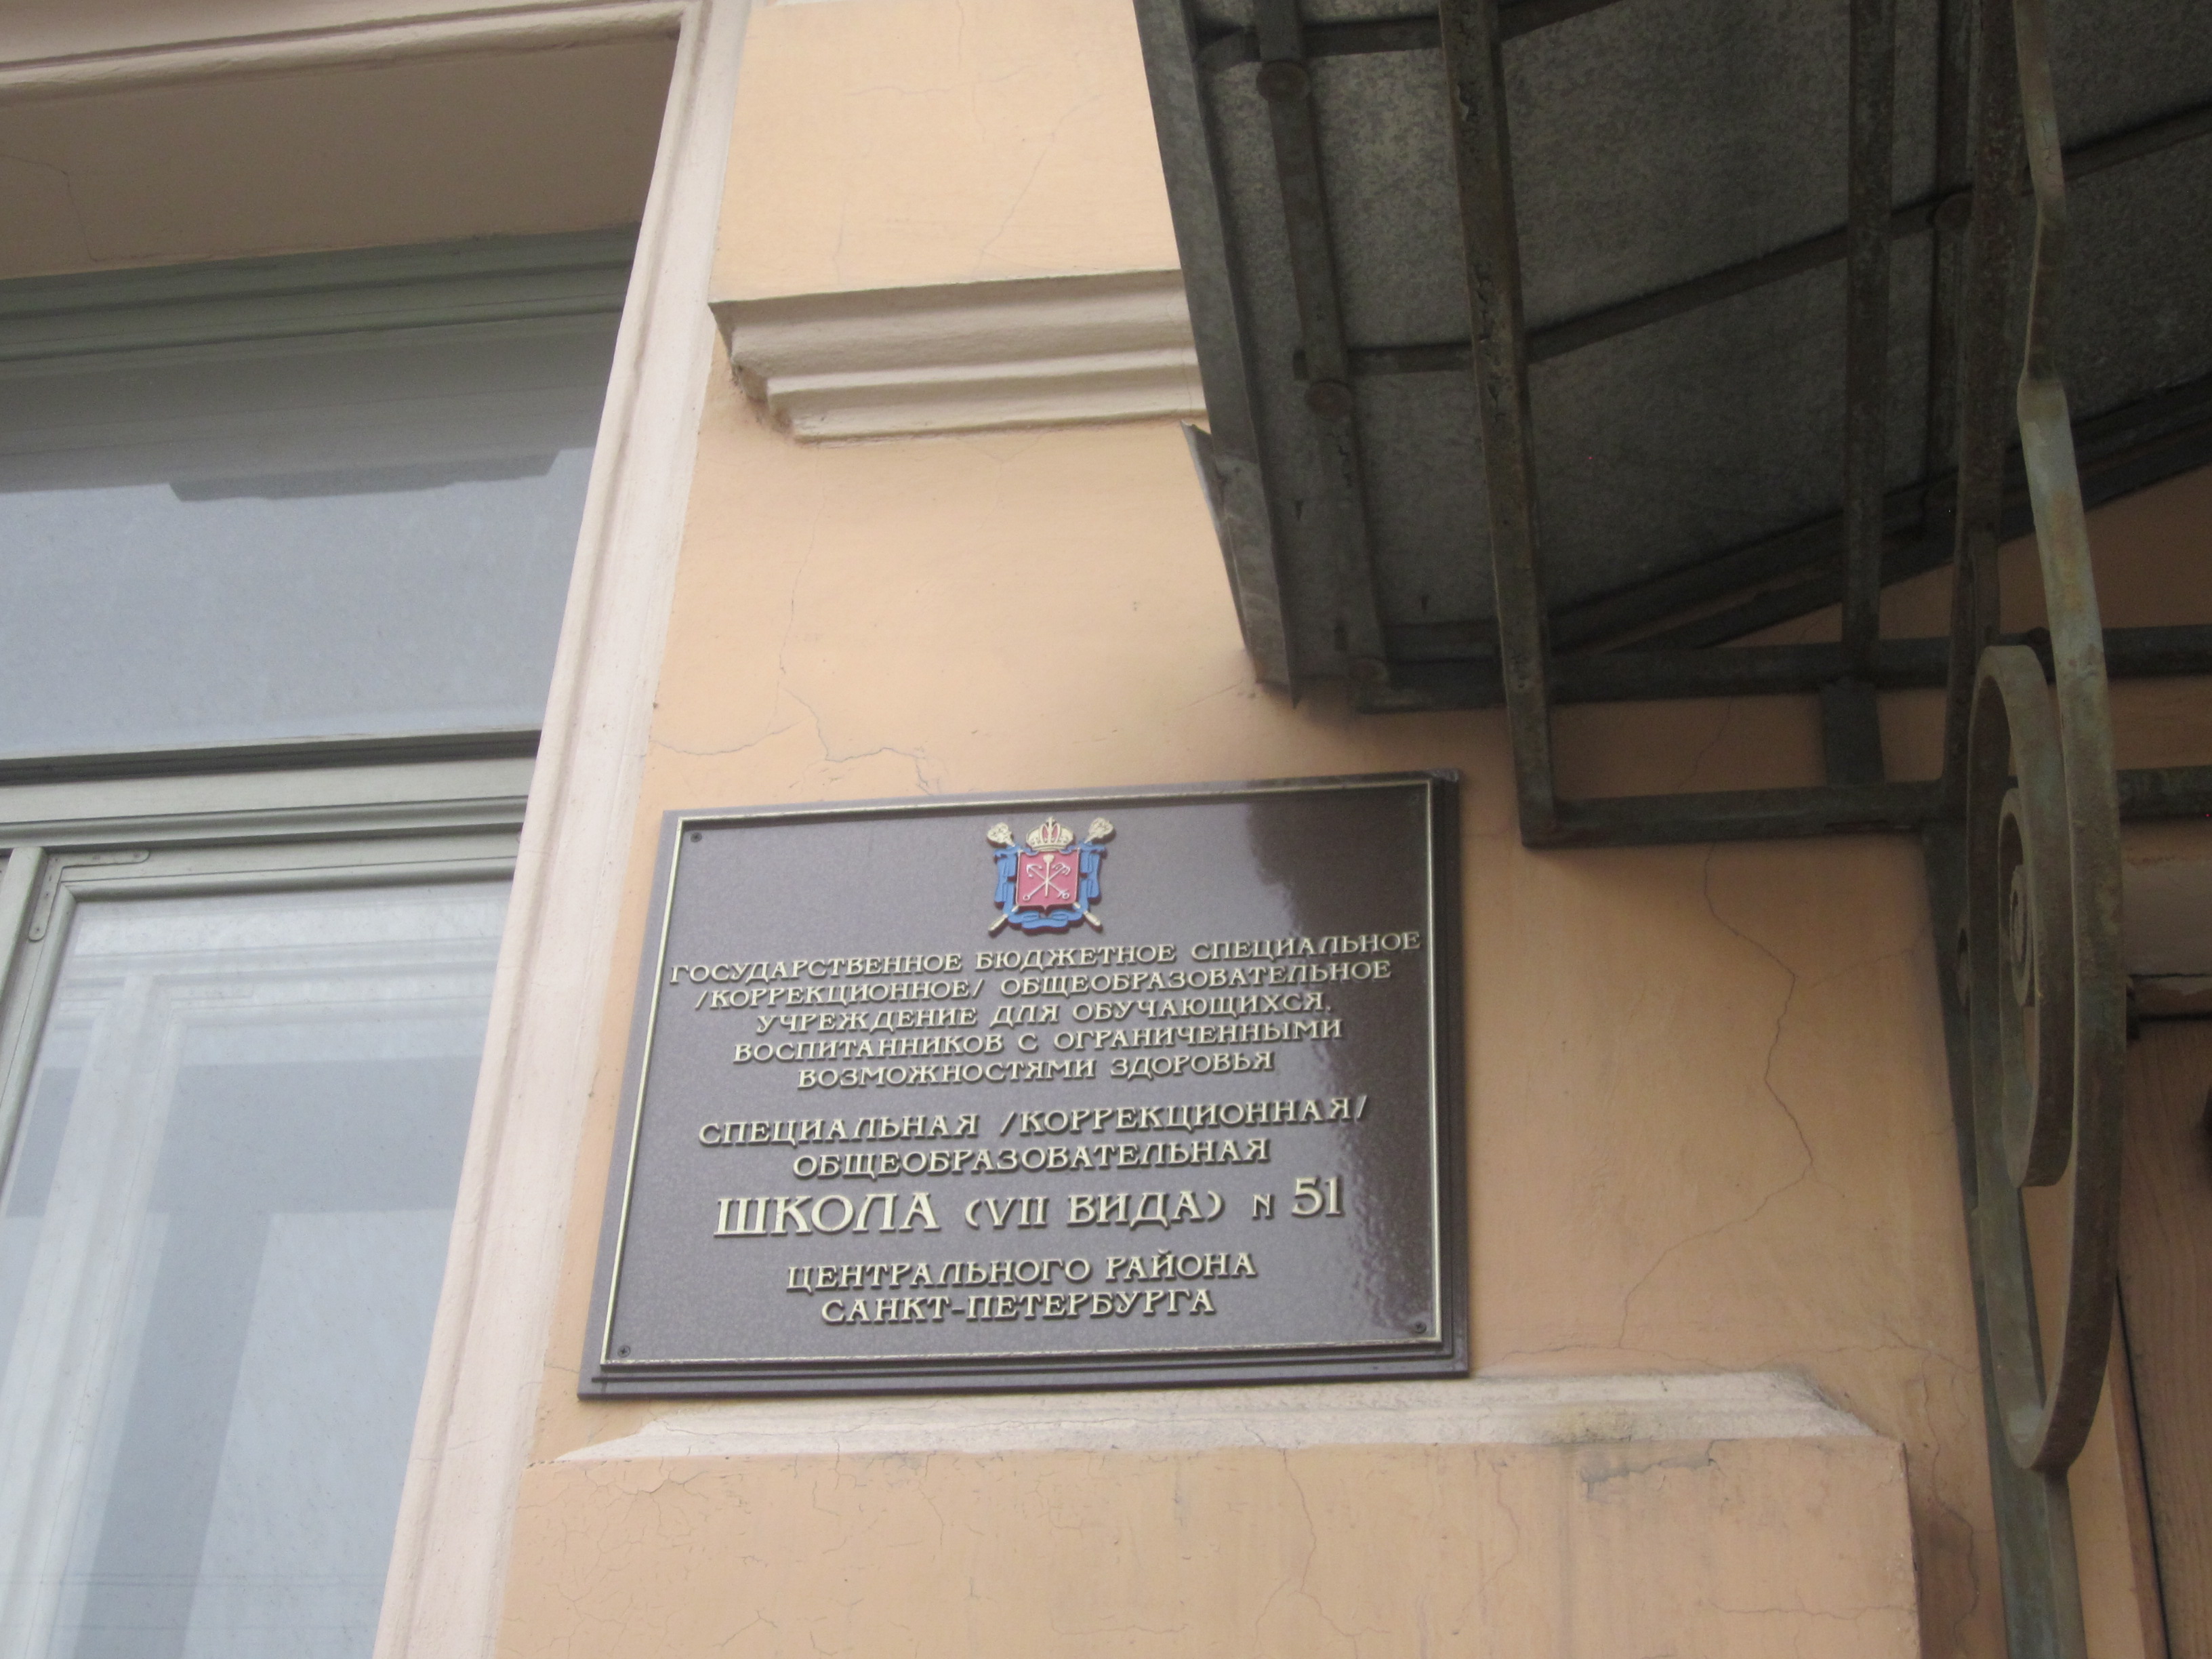 ГОСУДАРСТВЕННОЕ БЮДЖЕТНОЕ СПЕЦИАЛЬНОЕ
/КОРРЕКЦИОННОЕ/ ОБЩЕОБРАЗОВАТЕЛЬНОЕ
УЧРЕЖДЕНИЕ ДЛЯ ОБУЧАЮЩИХСЯ,
ВОСПИТАННИКОВ С ОГРАНИЧЕННЫМИ
ВОЗМОЖНОСТЯМИ ЗДОРОВЬЯ
СПЕЦИАЛЬНАЯ /КОРРЕКЦИОННАЯ/
ОБЩЕОБРАЗОВАТЕЛЬНАЯ
ШКОЛА (VII ВИДА) N 51
ЦЕНТРАЛЬНОГО РАЙОНА
САНКТ-ПЕТЕРБУРГА